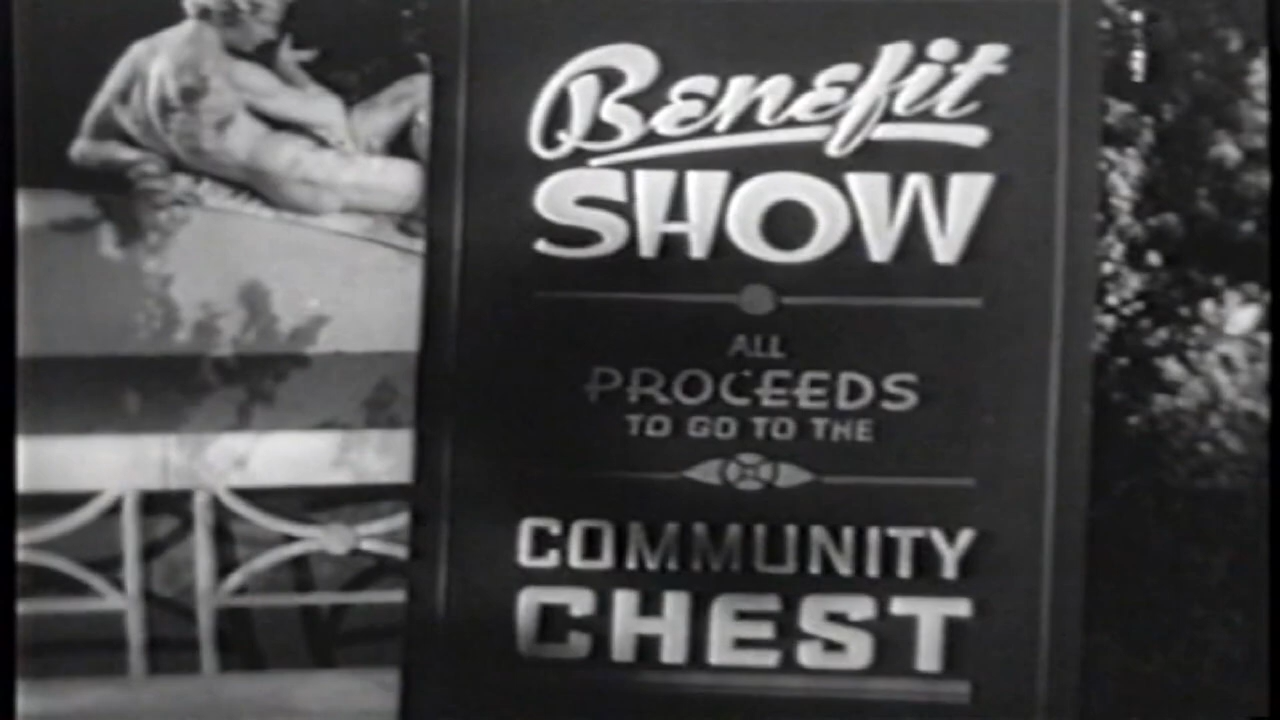 Benefit
SHOW
ALL
PROCEEDS
TO GO TO THE
COMMUNITY
CHEST